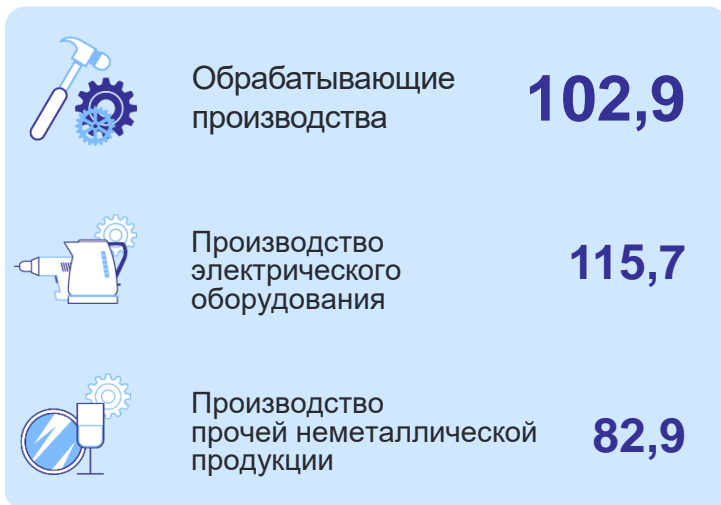 Обрабатывающие
производства
102,9
Производство
электрического
оборудования
115,7
Производство
прочей неметаллической
продукции
82,9